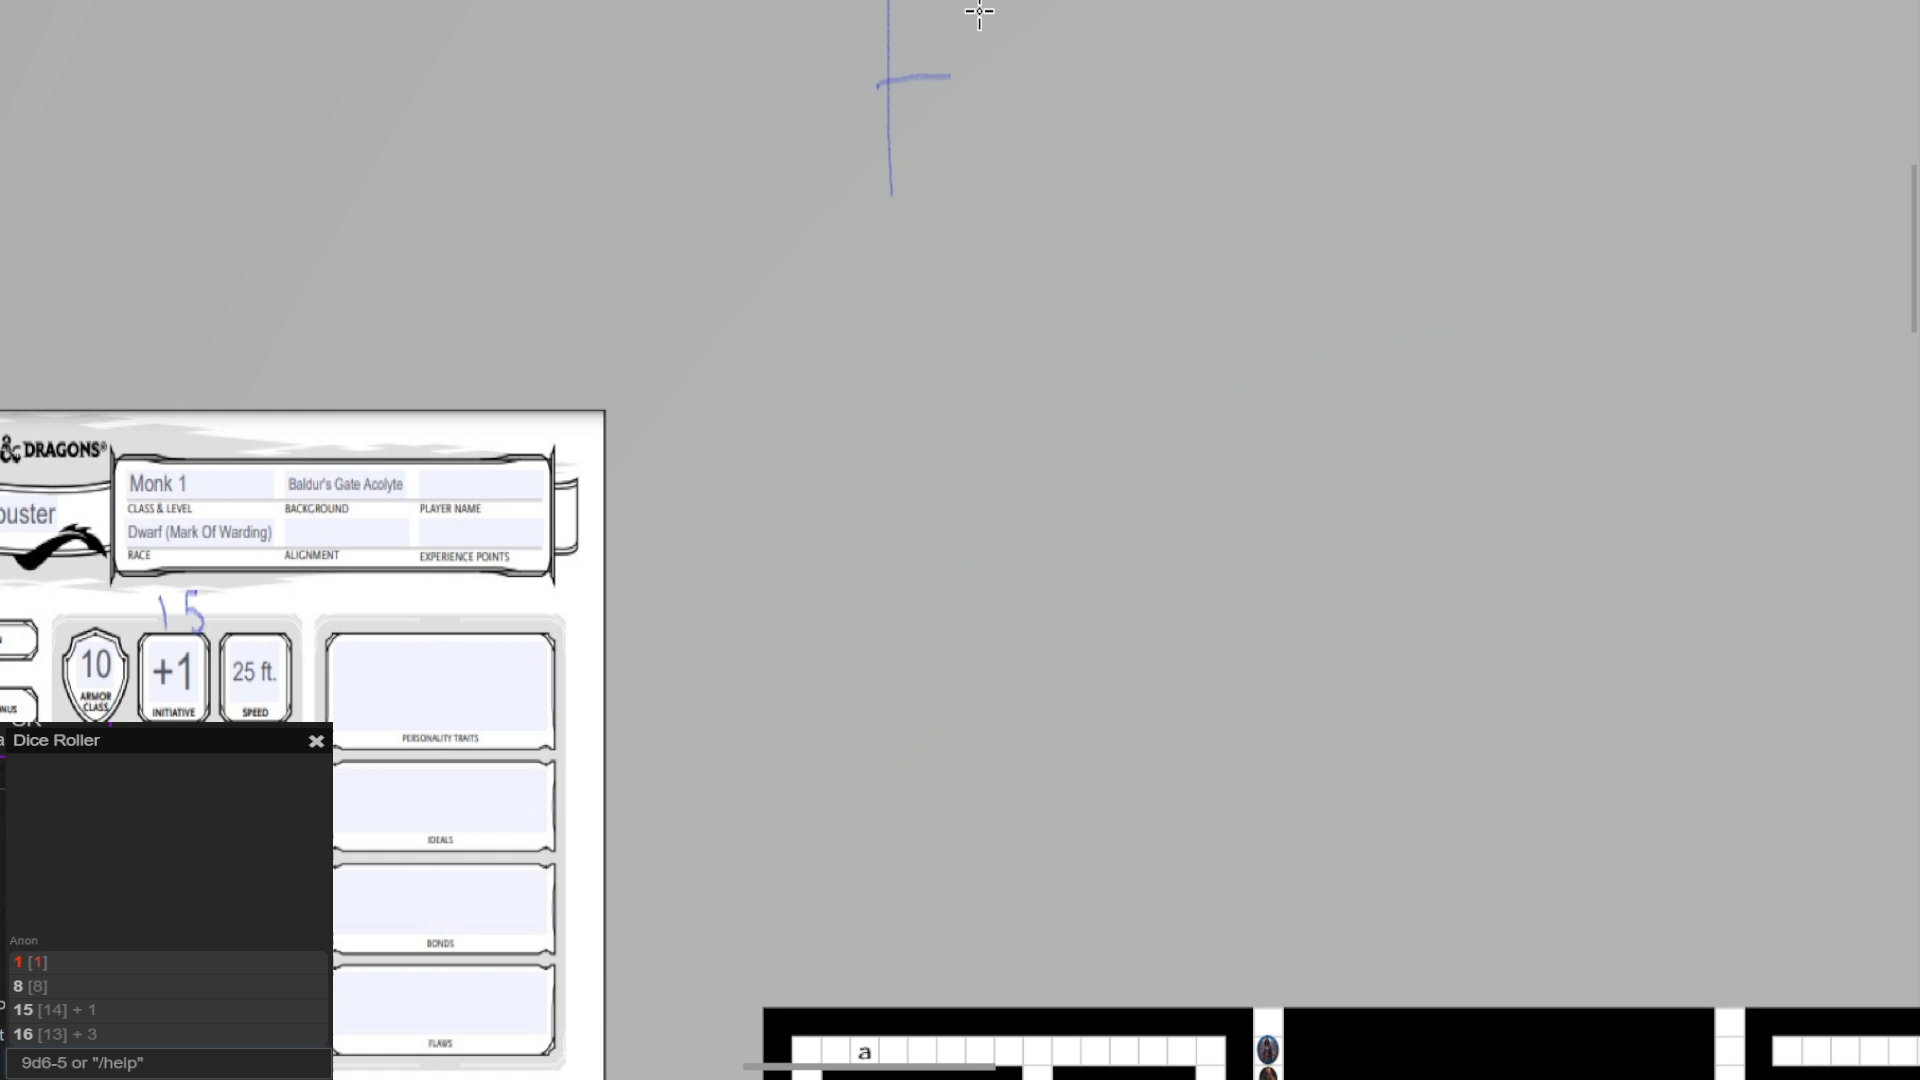 & DRAGONS®
Monk 1
Baldur's Gate Acolyte
CLASS & LEVEL
BACKGROUND
PLAYER NAME
ouster
Dwarf (Mark Of Warding)
RACE
ALIGNMENT
EXPERIENCE POINTS
15
10
+1
25 ft.
ARMOR
CLASS
INITIATIVE
SPEED
NUS
PERSONALITY TRAITS
IDEALS
BONDS
FLAWS
Dice Roller
Anon
1 [1]
8 [8]
15 [14] + 1
16 [13] + 3
9d6-5 or "/help"
a